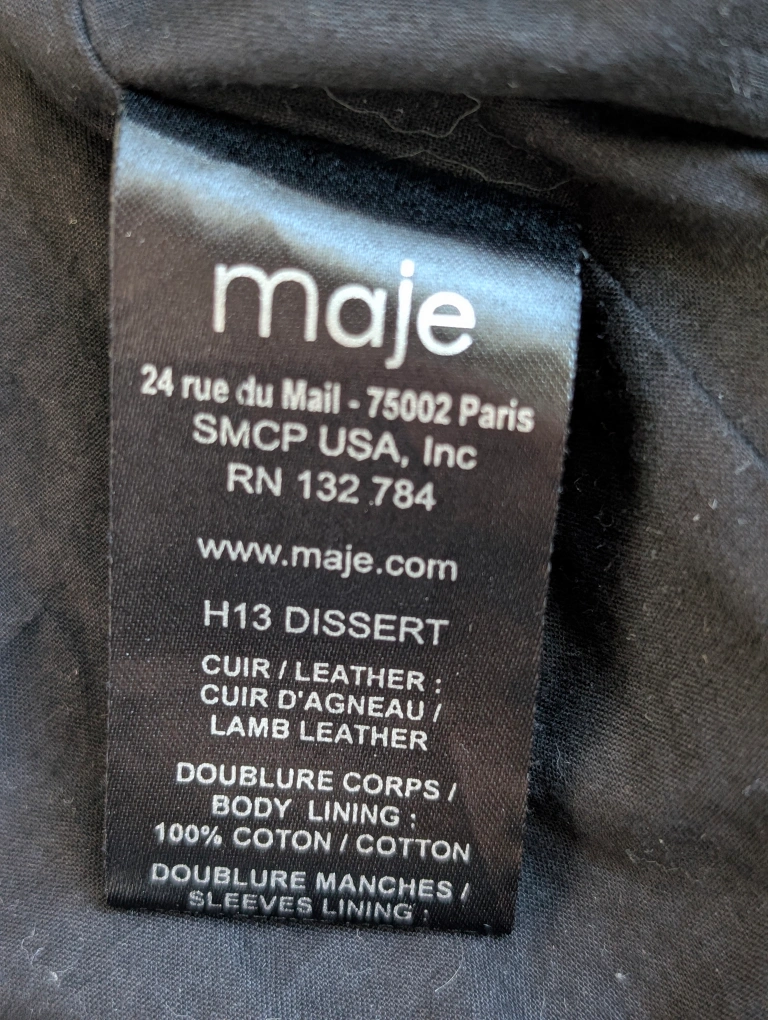 maje
24 rue du Mail - 75002 Paris
SMCP USA, Inc
RN 132 784
www.maje.com
H13 DISSERT
CUIR / LEATHER :
CUIR D'AGNEAU /
LAMB LEATHER
DOUBLURE CORPS /
BODY LINING :
100% COTON / COTTON
DOUBLURE MANCHES /
SLEEVES LINING :